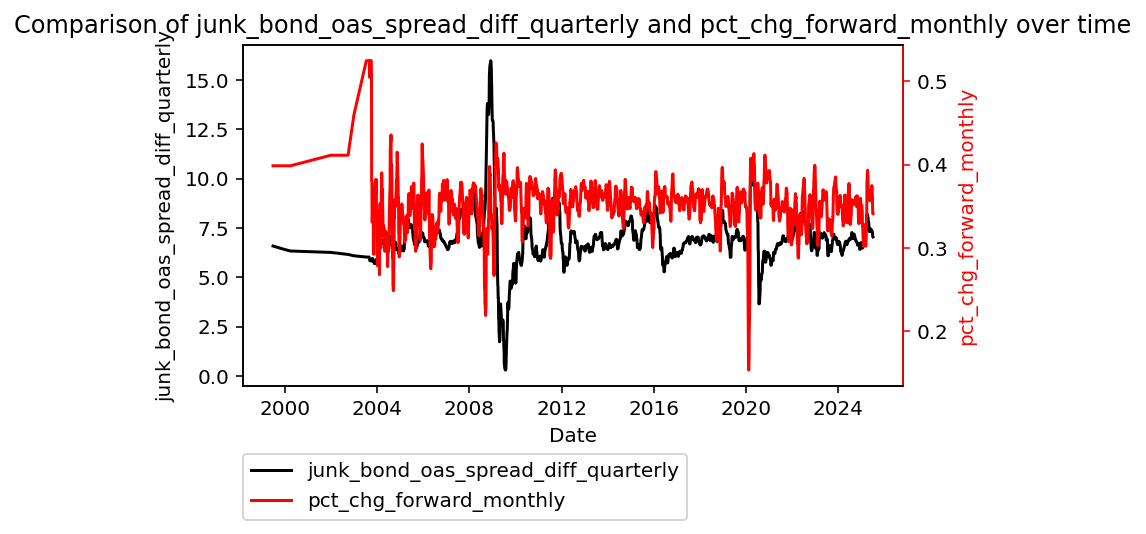 Comparison of junk_bond_oas_spread_diff_quarterly and pct_chg_forward_monthly over time
junk_bond_oas_spread_diff_quarterly
15.0
12.5
10.0
7.5
5.0
2.5
0.0
0.5
0.4
0.3
0.2
pct_chg_forward_monthly
2000 2004 2008 2012 2016 2020 2024
Date
junk_bond_oas_spread_diff_quarterly
pct_chg_forward_monthly